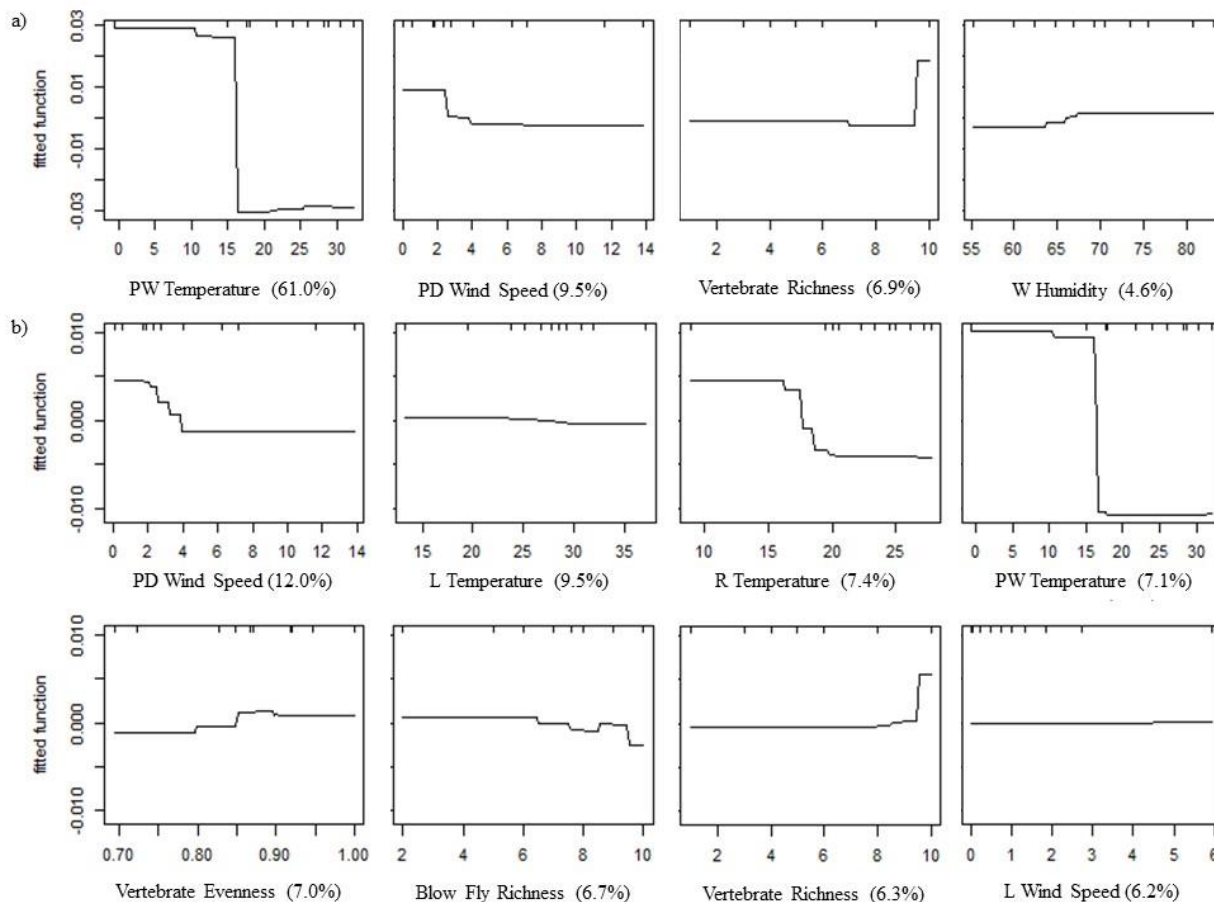 a)
fitted function
0.03
0.01
-0.01
-0.03
0 5 10 15 20 25 30
0 2 4 6 8 10 12 14
2 4 6 8 10
55 60 65 70 75 80
PW Temperature (61.0%)
PD Wind Speed (9.5%)
Vertebrate Richness (6.9%)
W Humidity (4.6%)
b)
fitted function
0.010
0.000
-0.010
0 2 4 6 8 10 12 14
15 20 25 30 35
10 15 20 25
0 5 10 15 20 25 30
PD Wind Speed (12.0%)
L Temperature (9.5%)
R Temperature (7.4%)
PW Temperature (7.1%)
fitted function
0.010
0.000
-0.010
0.70 0.80 0.90 1.00
2 4 6 8 10
2 4 6 8 10
0 1 2 3 4 5 6
Vertebrate Evenness (7.0%)
Blow Fly Richness (6.7%)
Vertebrate Richness (6.3%)
L Wind Speed (6.2%)